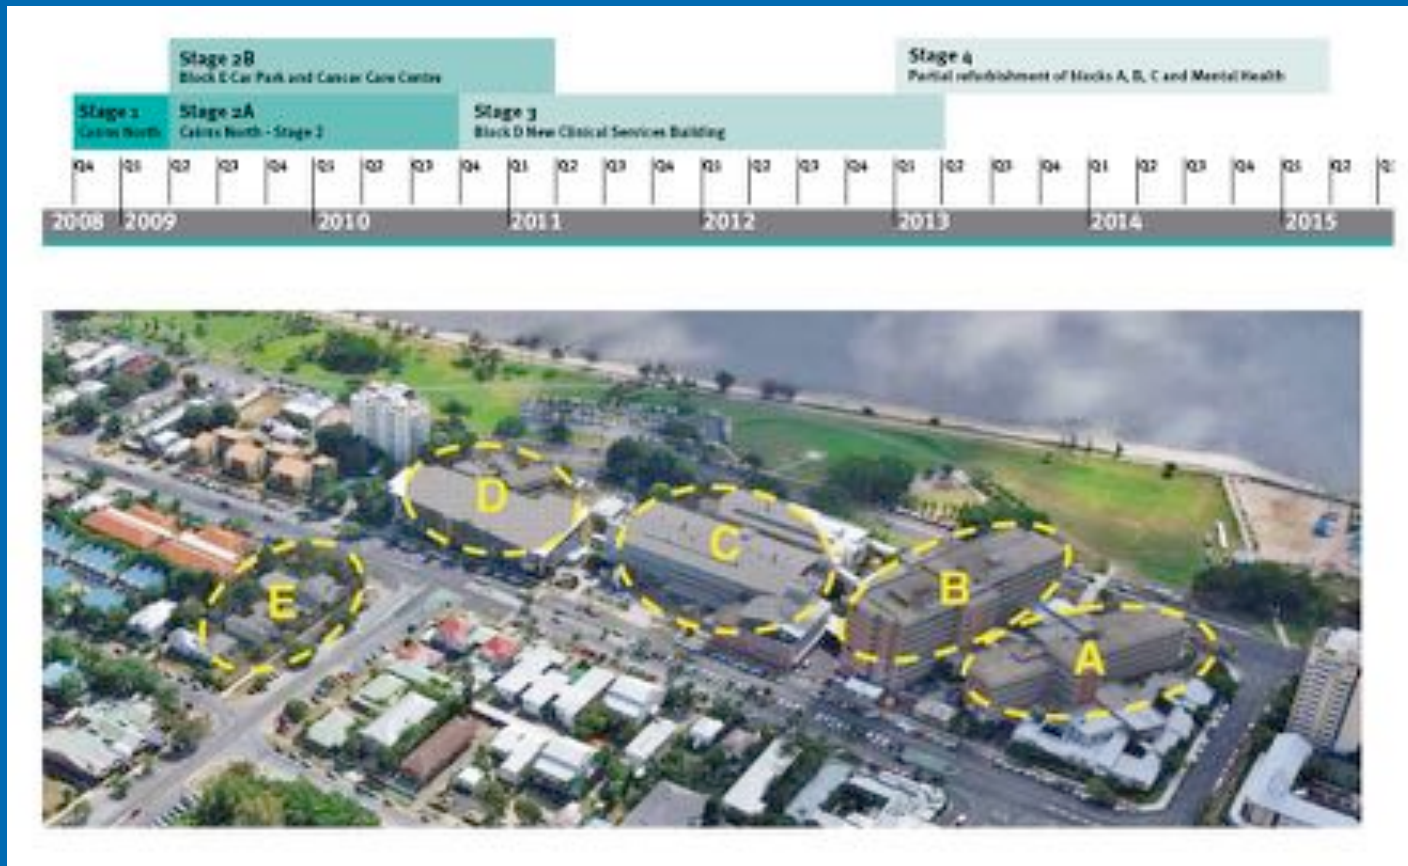 Stage 2B
Block E Car Park and Cancer Care Centre
Stage 4
Partial refurbishment of blocks A, B, C and Mental Health
Stage 1
Cairns North
Stage 2A
Cairns North - Stage 2
Stage 3
Block D New Clinical Services Building
Q4 Q1 Q2 Q3 Q4 Q1 Q2 Q3 Q4 Q1 Q2 Q3 Q4 Q1 Q2 Q3 Q4 Q1 Q2 Q3 Q4 Q1 Q2 Q3 Q4 Q1 Q2
2008 2009 2010 2011 2012 2013 2014 2015
D
C
B
E
A